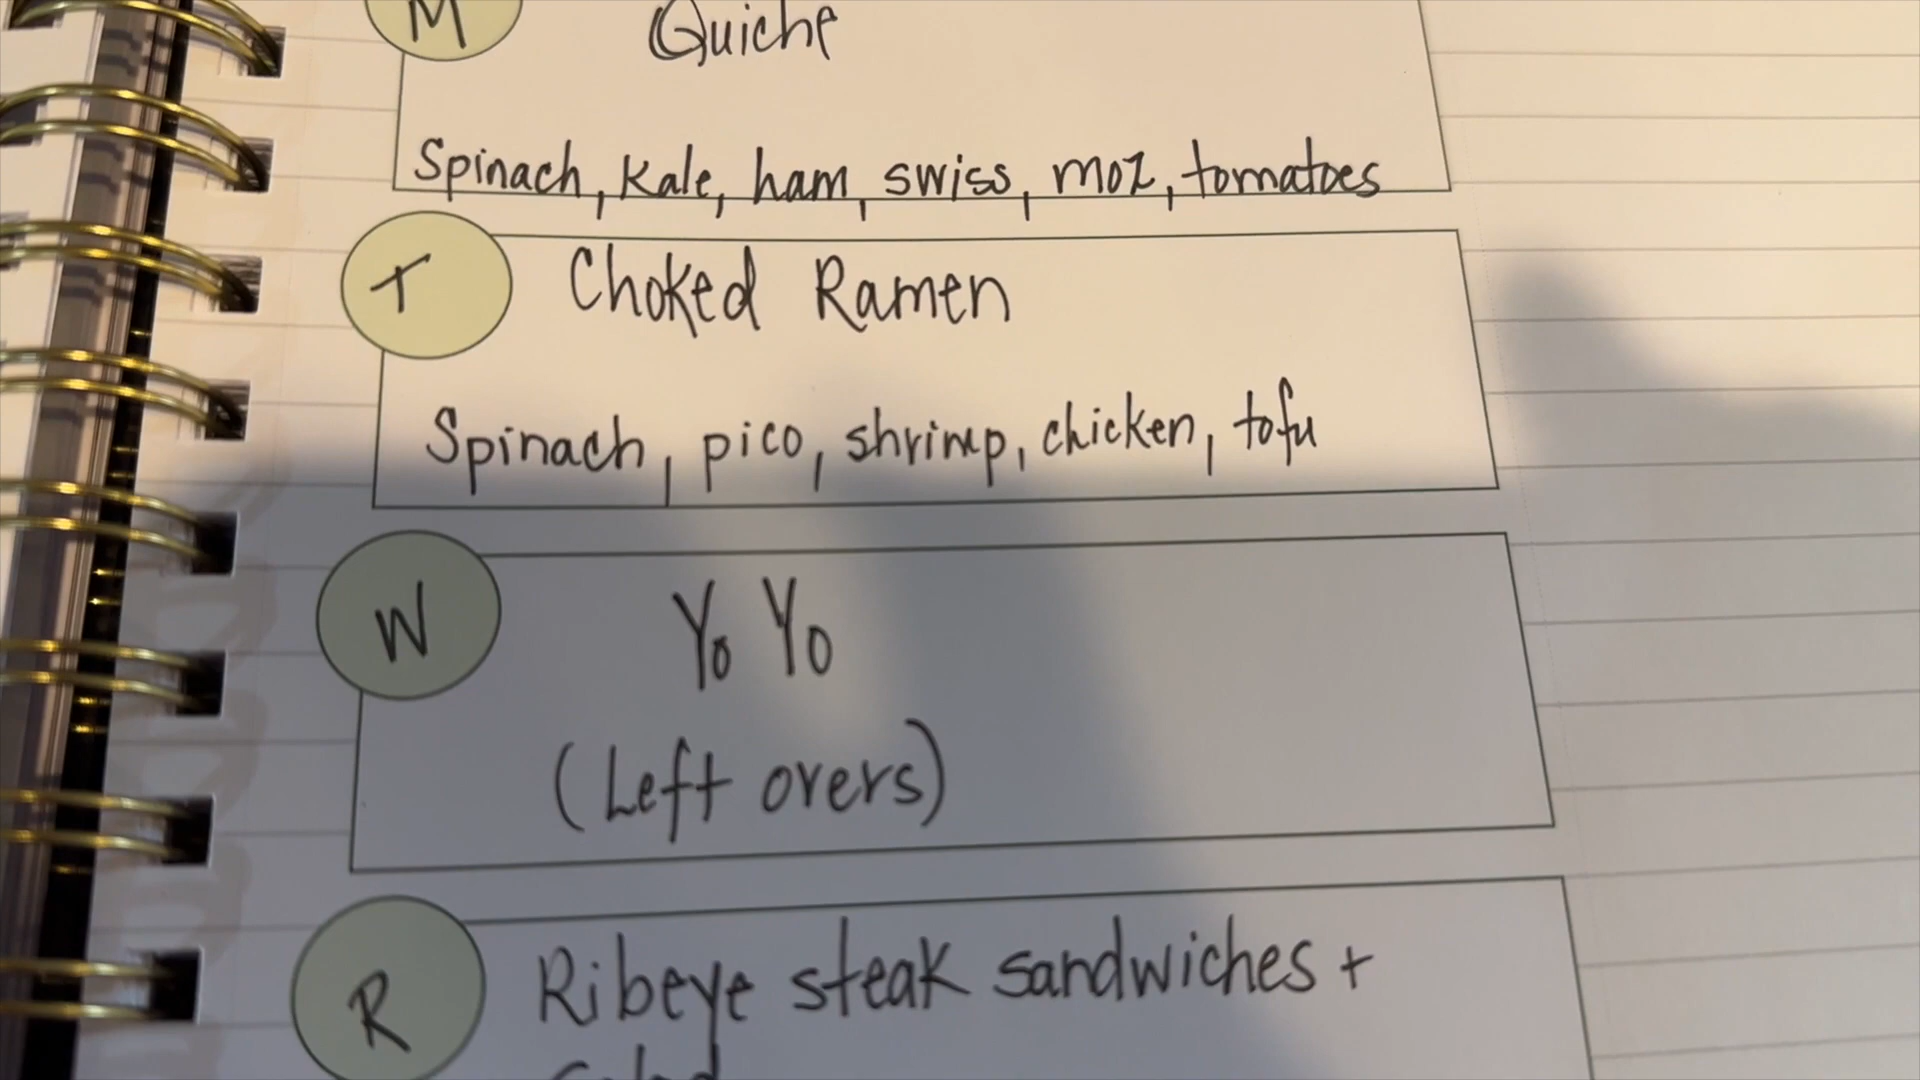 M
Quiche
Spinach, Kale, ham, swiss, moz, tomatoes
T
Choked Ramen
Spinach, pico, shrimp, chicken, tofu
W
Yo Yo
(Left overs)
R
Ribeye steak sandwiches +